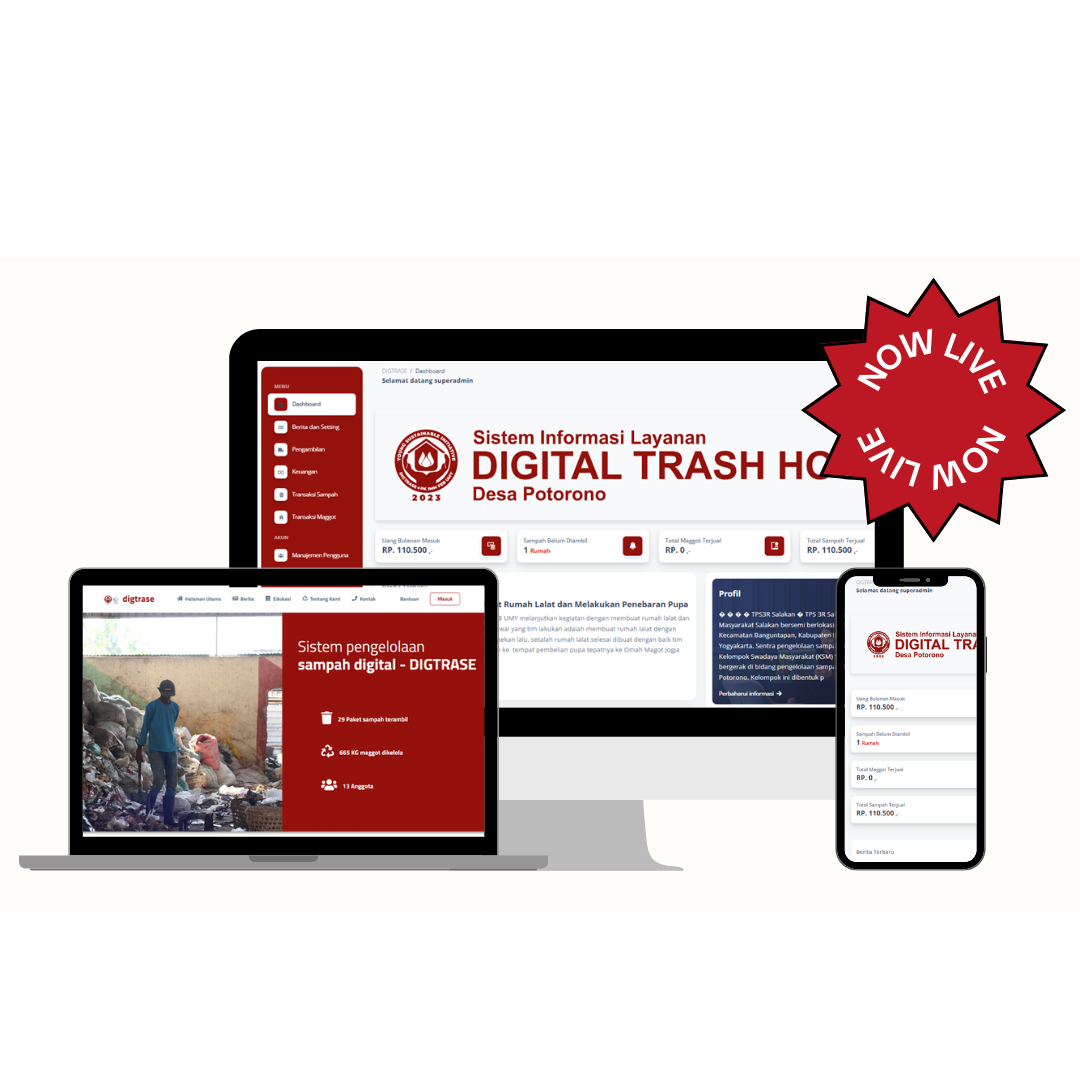 NOW LIVE
NOW LIVE
DIGTRASE / Dashboard
Selamat datang superadmin
MENU
Dashboard
Berita dan Setting
Pengambilan
Keuangan
Transaksi Sampah
Transaksi Maggot
AKUN
Manajemen Pengguna
YOUNG SUSTAINABLE INITIATIVE
2023
Sistem Informasi Layanan
DIGITAL TRASH HO
Desa Potorono
Uang Bulanan Masuk
RP. 110.500 ,-
Sampah Belum Diambil
1 Rumah
Total Maggot Terjual
RP. 0 ,-
Total Sampah Terjual
RP. 110.500 ,-
t Rumah Lalat dan Melakukan Penebaran Pupa
UMY melanjutkan kegiatan dengan membuat rumah lalat dan
wal yang tim lakukan adalah membuat rumah lalat dengan
ekan lalu, setalah rumah lalat selesai dibuat dengan baik tim
i ke tempat pembelian pupa tepatnya ke Omah Magot Jogja
Profil
� � � � TPS3R Salakan � TPS 3R Sa
Masyarakat Salakan bersemi berlokasi
Kecamatan Banguntapan, Kabupaten
Yogyakarta. Sentra pengelolaan samp
Kelompok Swadaya Masyarakat (KSM)
bergerak di bidang pengelolaan samp
Potorono. Kelompok ini dibentuk p
Perbaharui informasi →
digtrase
Halaman Utama
Berita
Edukasi
Tentang Kami
Kontak
Bantuan
Masuk
Sistem pengelolaan
sampah digital - DIGTRASE
29 Paket sampah terambil
665 KG maggot dikelola
13 Anggota
Selamat datang superadmin
2023
Sistem Informasi Layana
DIGITAL TRA
Desa Potorono
Uang Bulanan Masuk
RP. 110.500 ,-
Sampah Belum Diambil
1 Rumah
Total Maggot Terjual
RP. 0 ,-
Total Sampah Terjual
RP. 110.500 ,-
Berita Terbaru